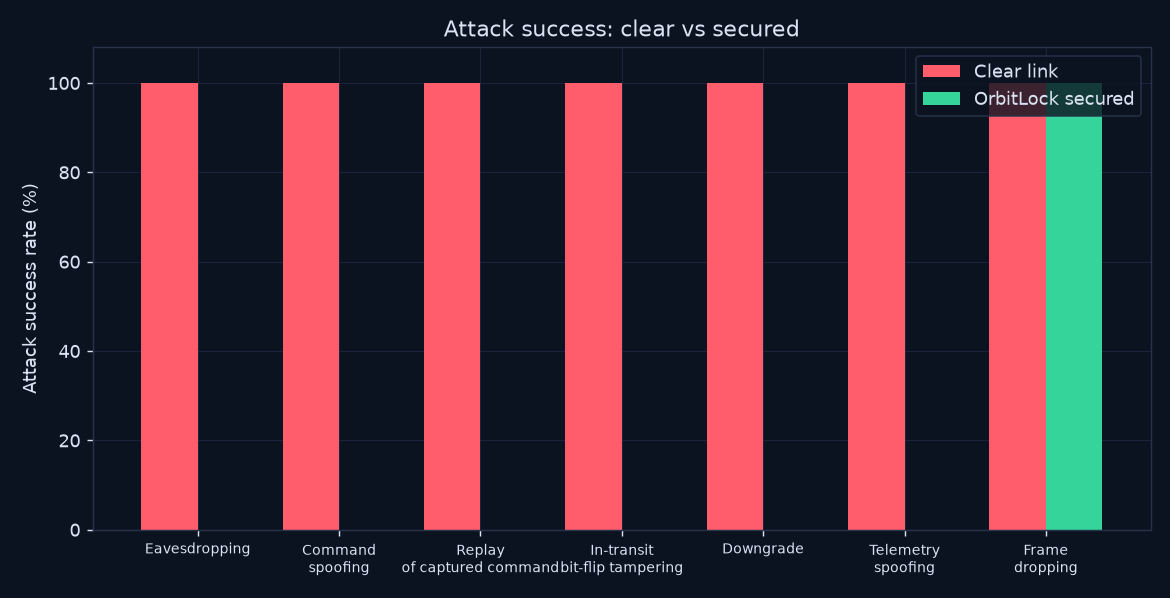 Attack success: clear vs secured
Clear link
OrbitLock secured
Attack success rate (%)
100
80
60
40
20
0
Eavesdropping
Command
spoofing
Replay
of captured command
In-transit
bit-flip tampering
Downgrade
Telemetry
spoofing
Frame
dropping